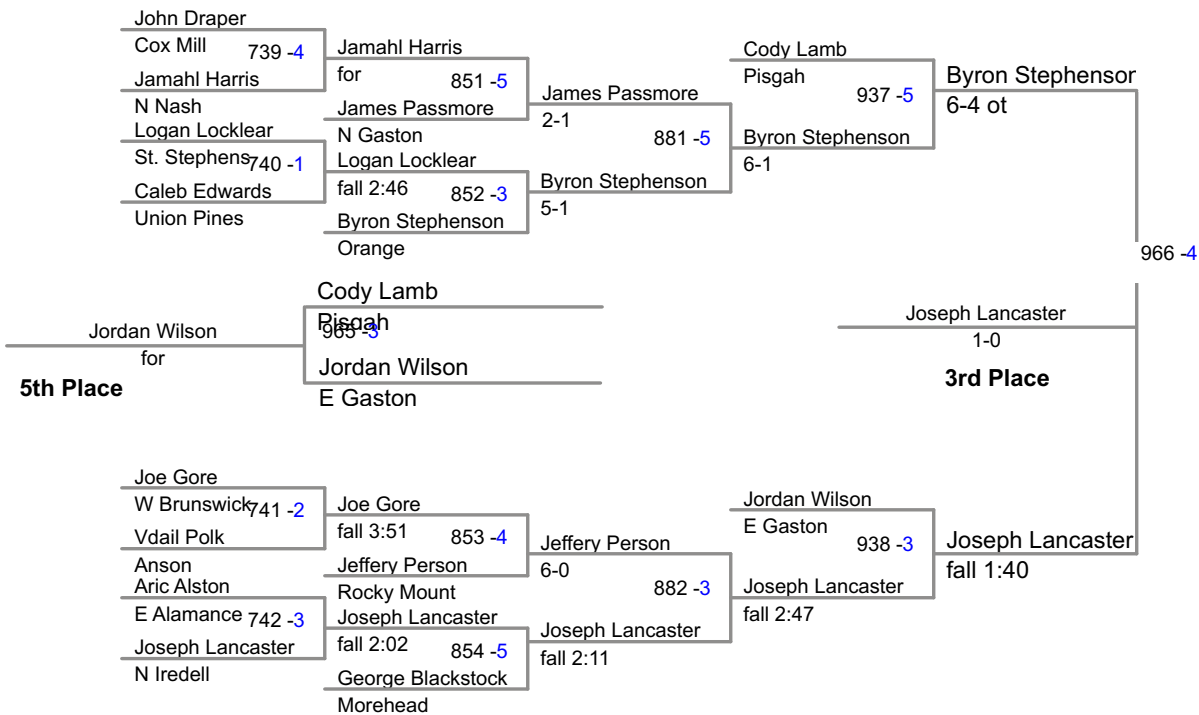 John Draper
Cox Mill
739 -4
Jamahl Harris
N Nash
Jamahl Harris
for
851 -5
James Passmore
N Gaston
James Passmore
2-1
Logan Locklear
St. Stephens
740 -1
Caleb Edwards
Union Pines
Logan Locklear
fall 2:46
852 -3
Byron Stephenson
Orange
Byron Stephenson
5-1
881 -5
Cody Lamb
Pisgah
937 -5
Byron Stephenson
6-1
Byron Stephensor
6-4 ot
966 -4
Cody Lamb
Pisgah
965 -3
Jordan Wilson
E Gaston
Jordan Wilson
for
5th Place
Joseph Lancaster
1-0
3rd Place
Joe Gore
W Brunswick
741 -2
Vdail Polk
Anson
Joe Gore
fall 3:51
853 -4
Jeffery Person
Rocky Mount
Jeffery Person
6-0
Aric Alston
E Alamance
742 -3
Joseph Lancaster
N Iredell
Joseph Lancaster
fall 2:02
854 -5
George Blackstock
Morehead
Joseph Lancaster
fall 2:11
882 -3
Jordan Wilson
E Gaston
938 -3
Joseph Lancaster
fall 2:47
Joseph Lancaster
fall 1:40